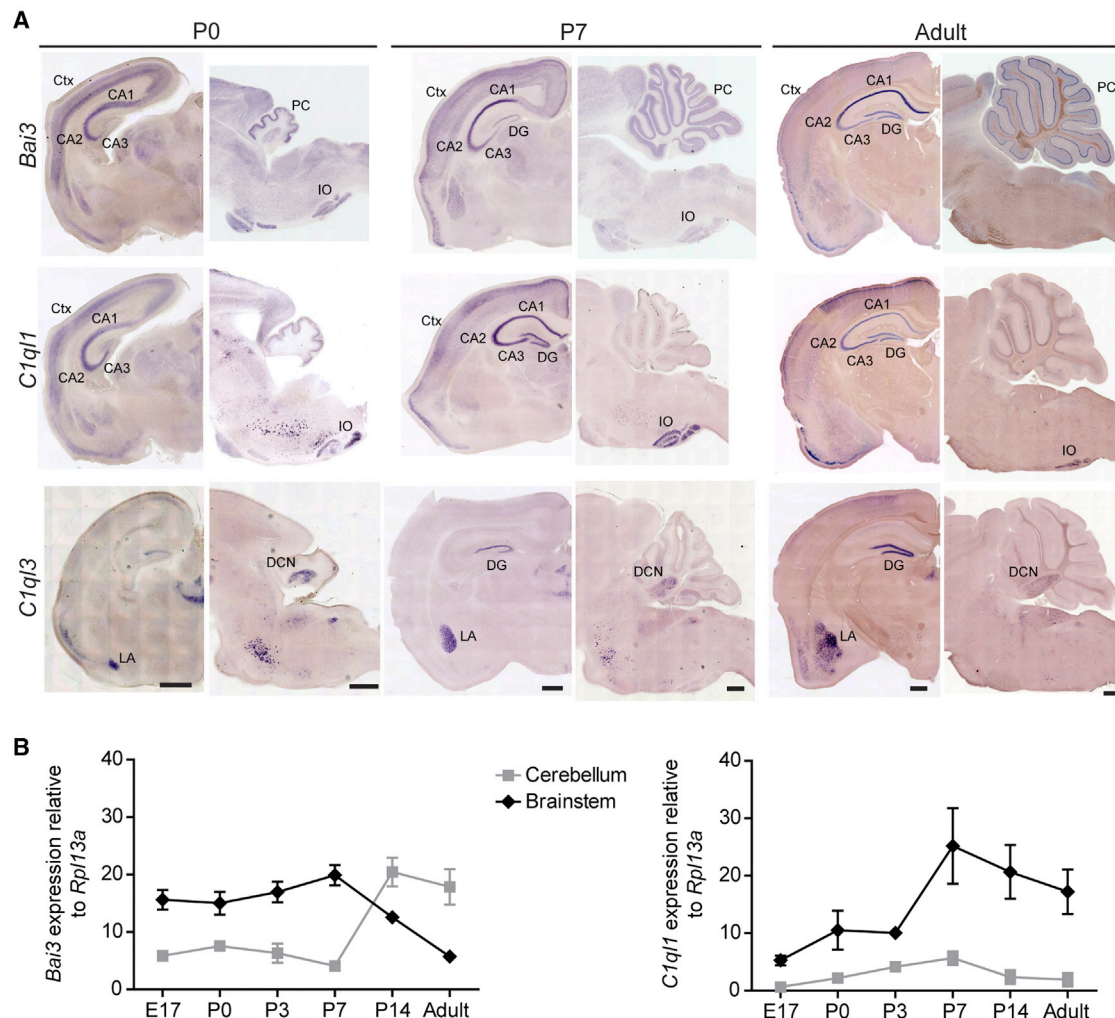 A
P0 P7 Adult
Bai3
Ctx CA1 CA2 CA3
PC IO
Ctx CA1 CA2 CA3 DG
PC IO
Ctx CA1 CA2 CA3 DG
PC
C1ql1
Ctx CA1 CA2 CA3
IO
Ctx CA1 CA2 CA3 DG
IO
Ctx CA1 CA2 CA3 DG
IO
C1ql3
LA
DCN
DG LA
DCN
DG LA
DCN
B
Bai3 expression relative
to Rpl13a
40
30
20
10
0
E17 P0 P3 P7 P14 Adult
Cerebellum
Brainstem
C1ql1 expression relative
to Rpl13a
40
30
20
10
0
E17 P0 P3 P7 P14 Adult